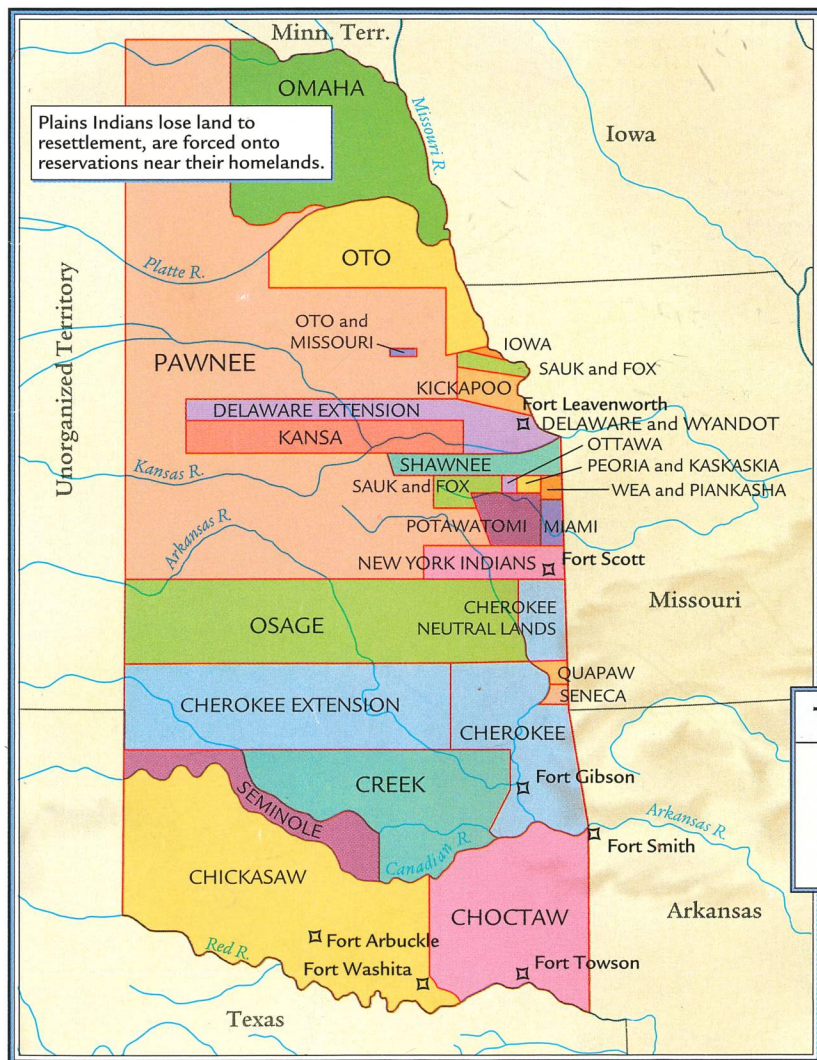 Minn. Terr.
OMAHA
Missouri R.
Iowa
Plains Indians lose land to
resettlement, are forced onto
reservations near their homelands.
Unorganized Territory
Platte R.
OTO
OTO and
MISSOURI
PAWNEE
IOWA
SAUK and FOX
KICKAPOO
Fort Leavenworth
DELAWARE EXTENSION
DELAWARE and WYANDOT
KANSA
OTTAWA
SHAWNEE
PEORIA and KASKASKIA
Kansas R.
SAUK and FOX
WEA and PIANKASHA
Arkansas R.
POTAWATOMI
MIAMI
NEW YORK INDIANS
Fort Scott
Missouri
OSAGE
CHEROKEE
NEUTRAL LANDS
QUAPAW
SENECA
CHEROKEE EXTENSION
CHEROKEE
CREEK
Fort Gibson
SEMINOLE
Canadian R.
Arkansas R.
Fort Smith
CHICKASAW
CHOCTAW
Arkansas
Red R.
Fort Arbuckle
Fort Washita
Fort Towson
Texas